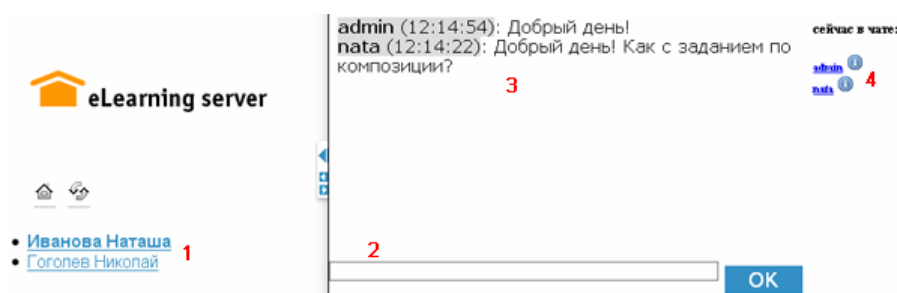 admin (12:14:54): Добрый день!
nata (12:14:22): Добрый день! Как с заданием по
композиции?
3
сейчас в чате:
admin
nata
4
eLearning server
Иванова Наташа
Гоголев Николай
1
2
OK